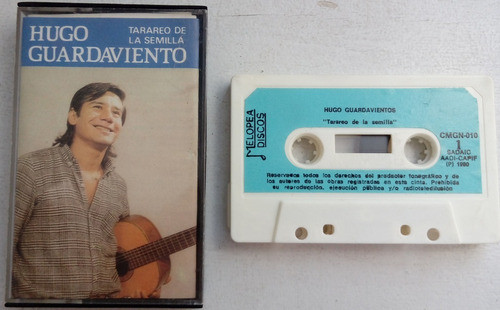 HUGO
GUARDAVIENTO
TARAREO DE
LA SEMILLA
MELOPEA
DISCOS
HUGO GUARDAVIENTOS
"Tarareo de la semilla"
CMGN-010
1
SADAIC
AADI-CAPIF
(P) 1990
Reservados todos los derechos del productor fonográfico y de
los autores de las obras registradas en esta cinta. Prohibida
su reproducción, ejecución pública y/o radioteledifusión